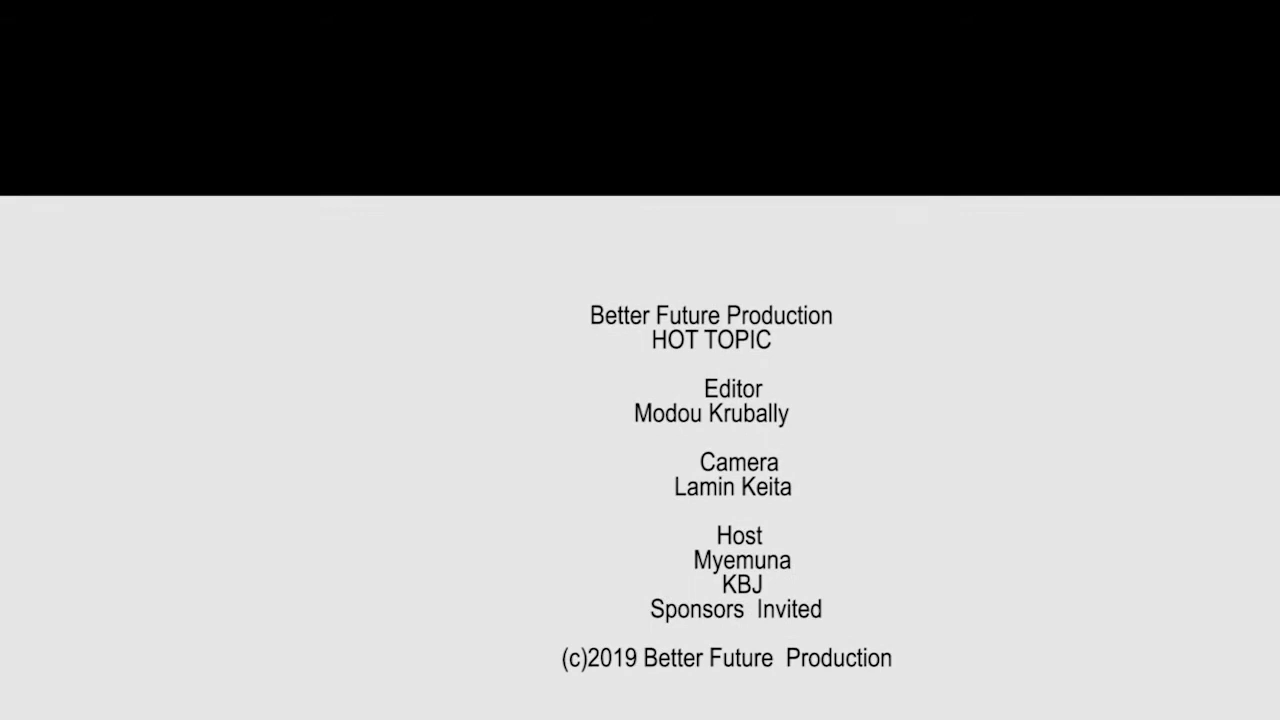 Better Future Production
HOT TOPIC
Editor
Modou Krubally
Camera
Lamin Keita
Host
Myemuna
KBJ
Sponsors  Invited
(c)2019 Better Future  Production